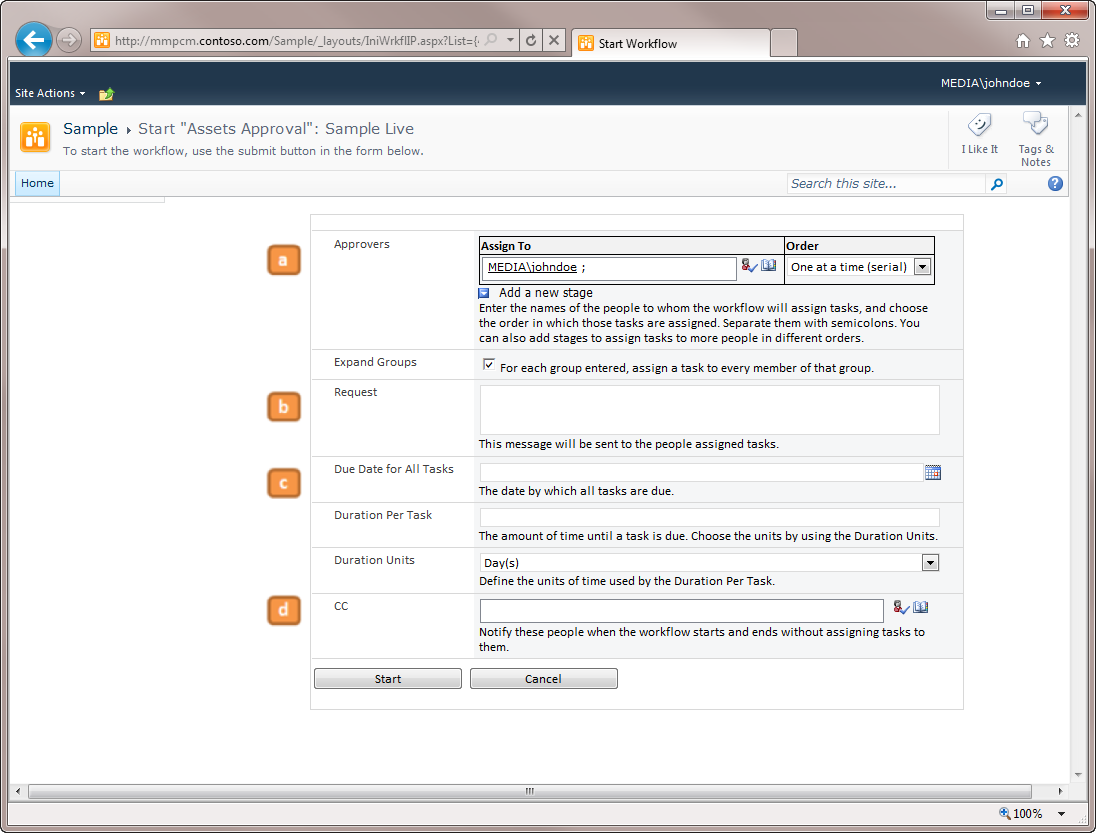 http://mmpcm.contoso.com/Sample/_layouts/IniWrkflIP.aspx?List={
Start Workflow
Site Actions
MEDIA\johndoe
Sample ▸ Start "Assets Approval": Sample Live
To start the workflow, use the submit button in the form below.
I Like It
Tags &
Notes
Home
Search this site...
a
Approvers
Assign To
Order
MEDIA\johndoe ;
One at a time (serial)
Add a new stage
Enter the names of the people to whom the workflow will assign tasks, and choose
the order in which those tasks are assigned. Separate them with semicolons. You
can also add stages to assign tasks to more people in different orders.
Expand Groups
For each group entered, assign a task to every member of that group.
b
Request
This message will be sent to the people assigned tasks.
c
Due Date for All Tasks
The date by which all tasks are due.
Duration Per Task
The amount of time until a task is due. Choose the units by using the Duration Units.
Duration Units
Day(s)
Define the units of time used by the Duration Per Task.
d
CC
Notify these people when the workflow starts and ends without assigning tasks to
them.
Start
Cancel
100%